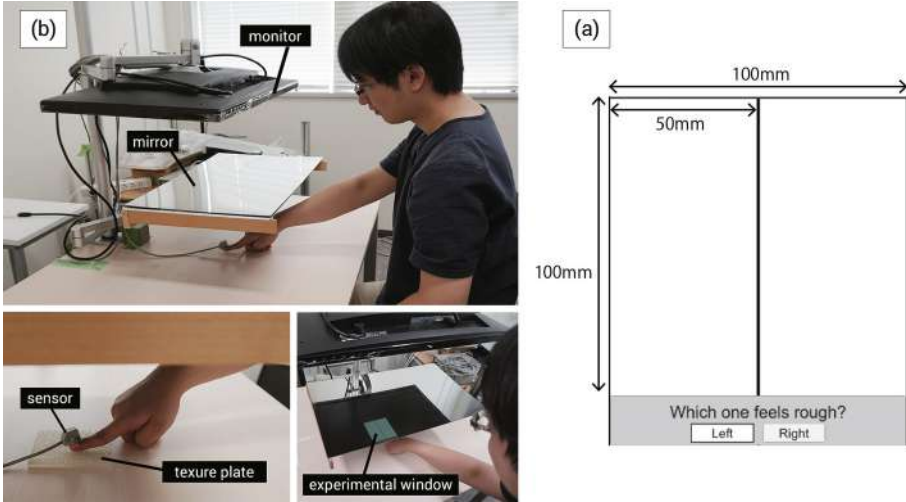 (b)
monitor
mirror
sensor
texure plate
experimental window
(a)
100mm
50mm
100mm
Which one feels rough?
Left
Right